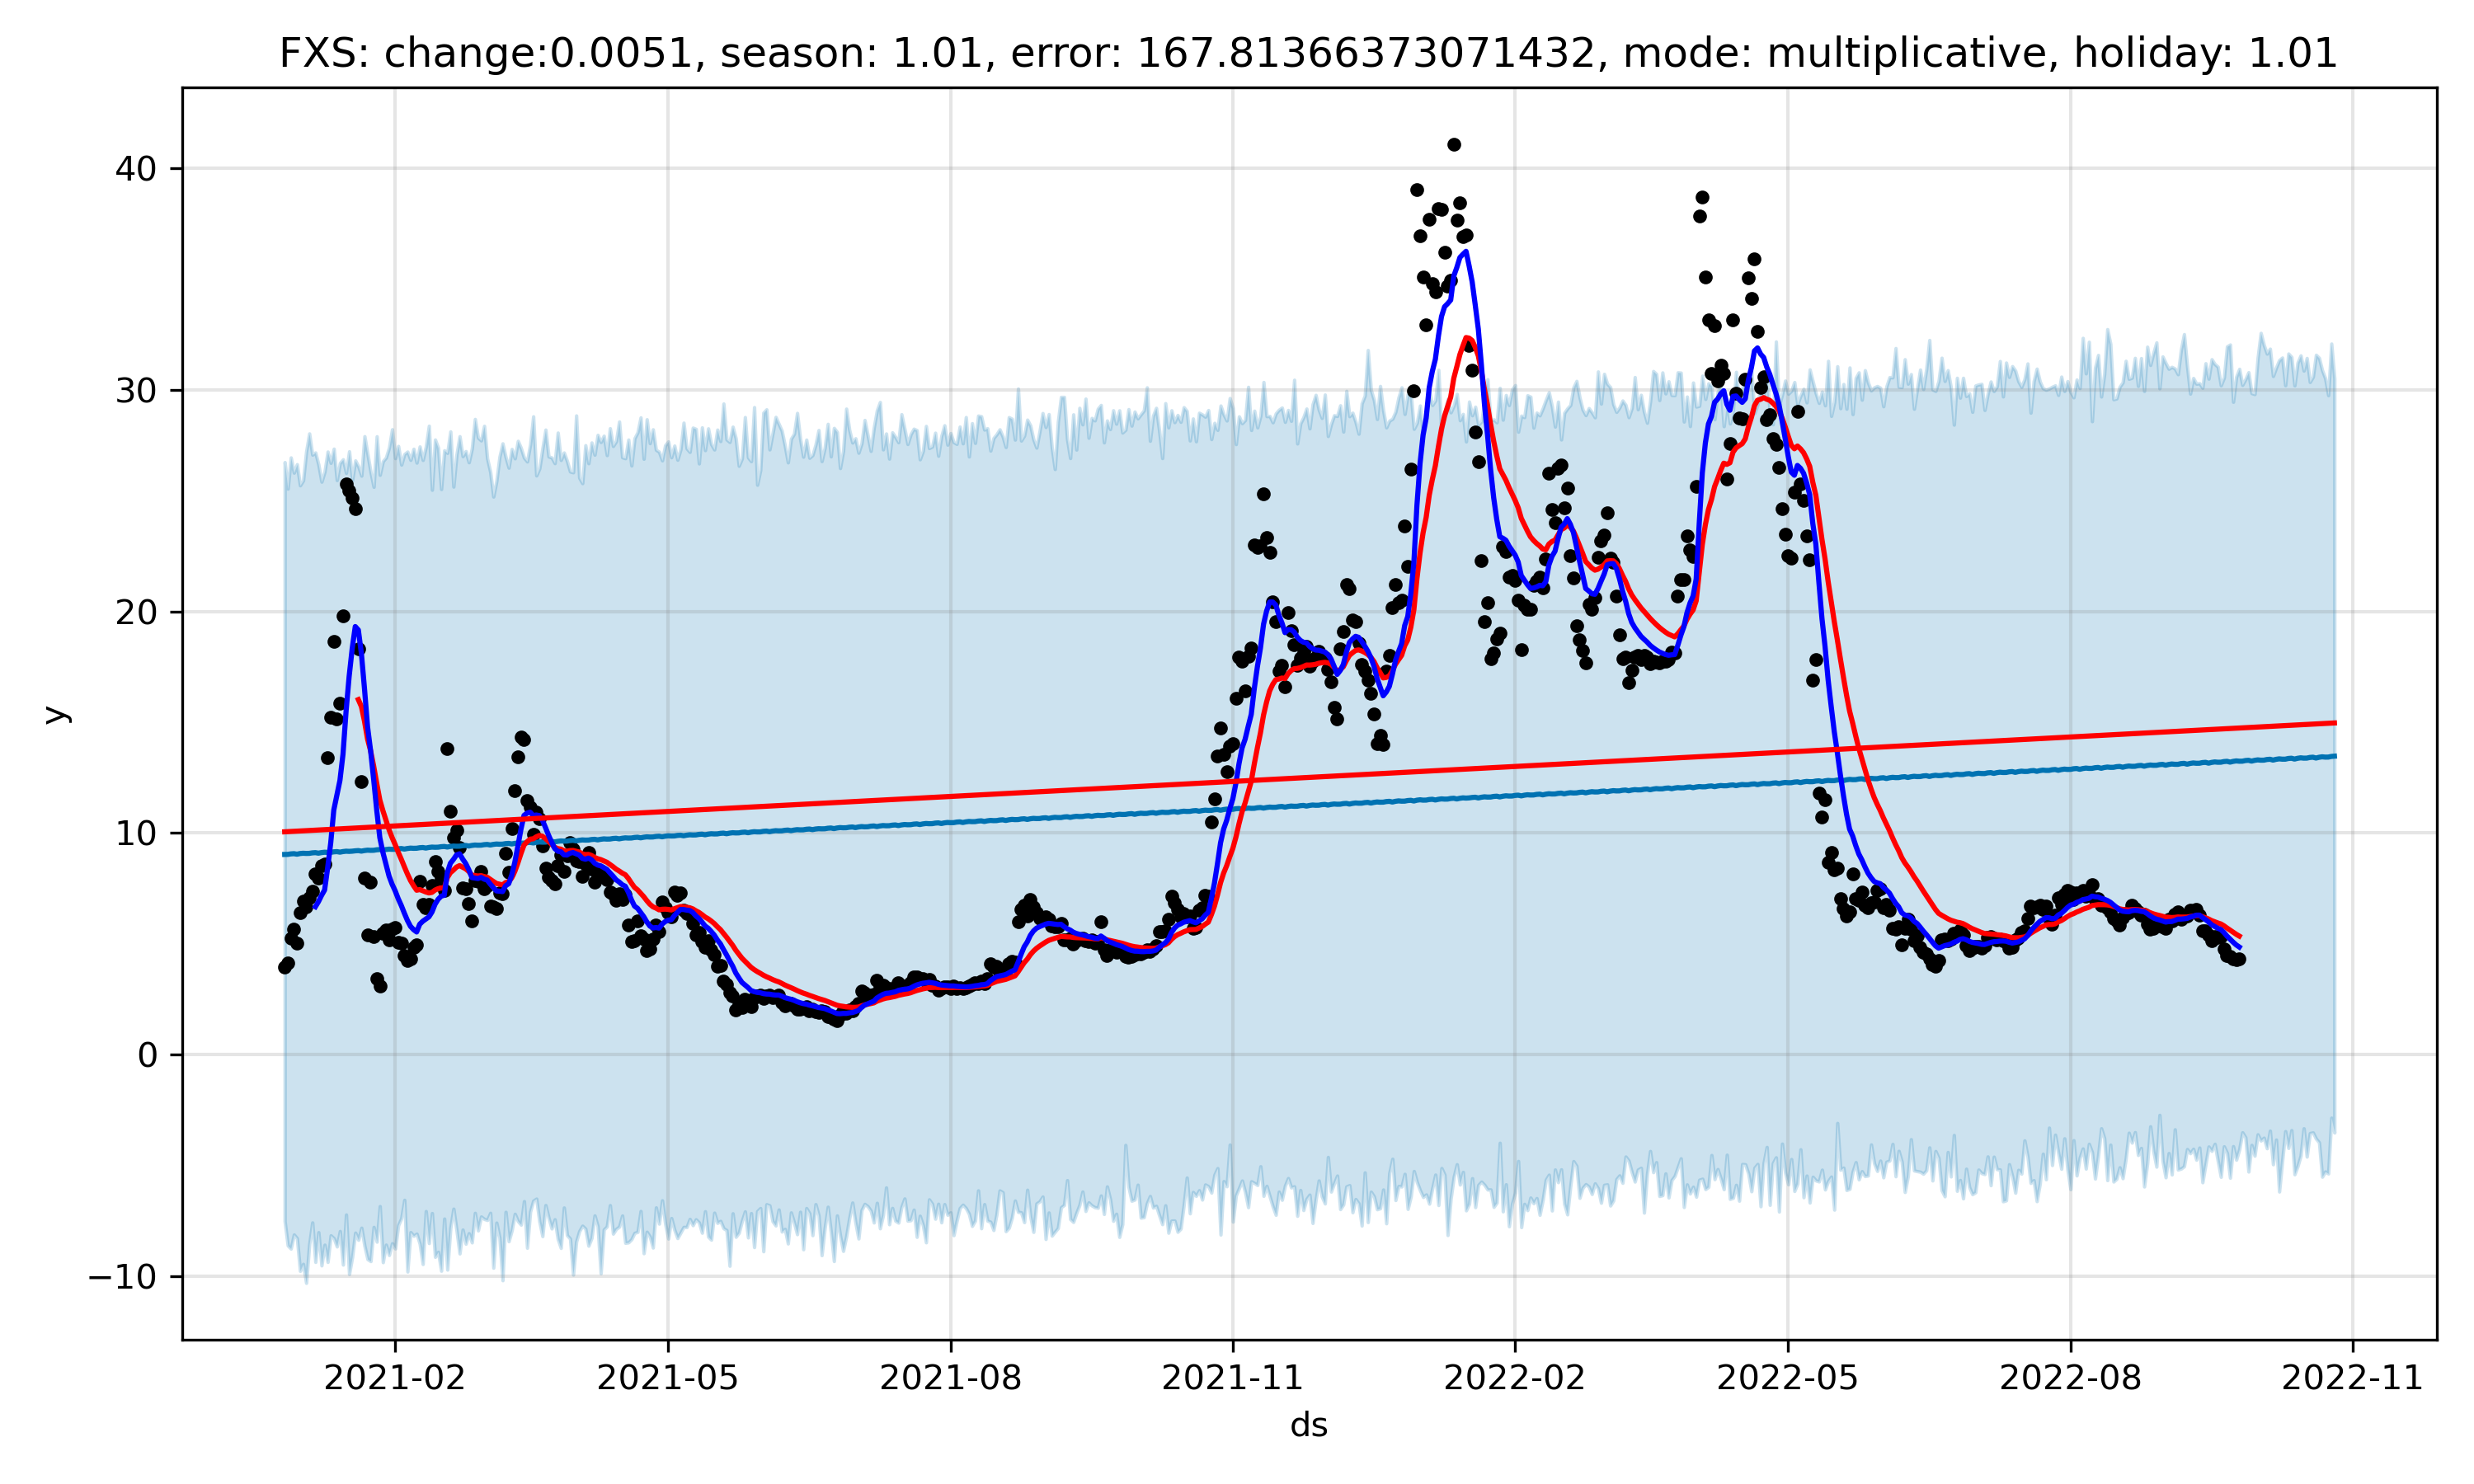 FXS: change:0.0051, season: 1.01, error: 167.81366373071432, mode: multiplicative, holiday: 1.01
40
30
20
10
0
−10
y
2021-02 2021-05 2021-08 2021-11 2022-02 2022-05 2022-08 2022-11
ds